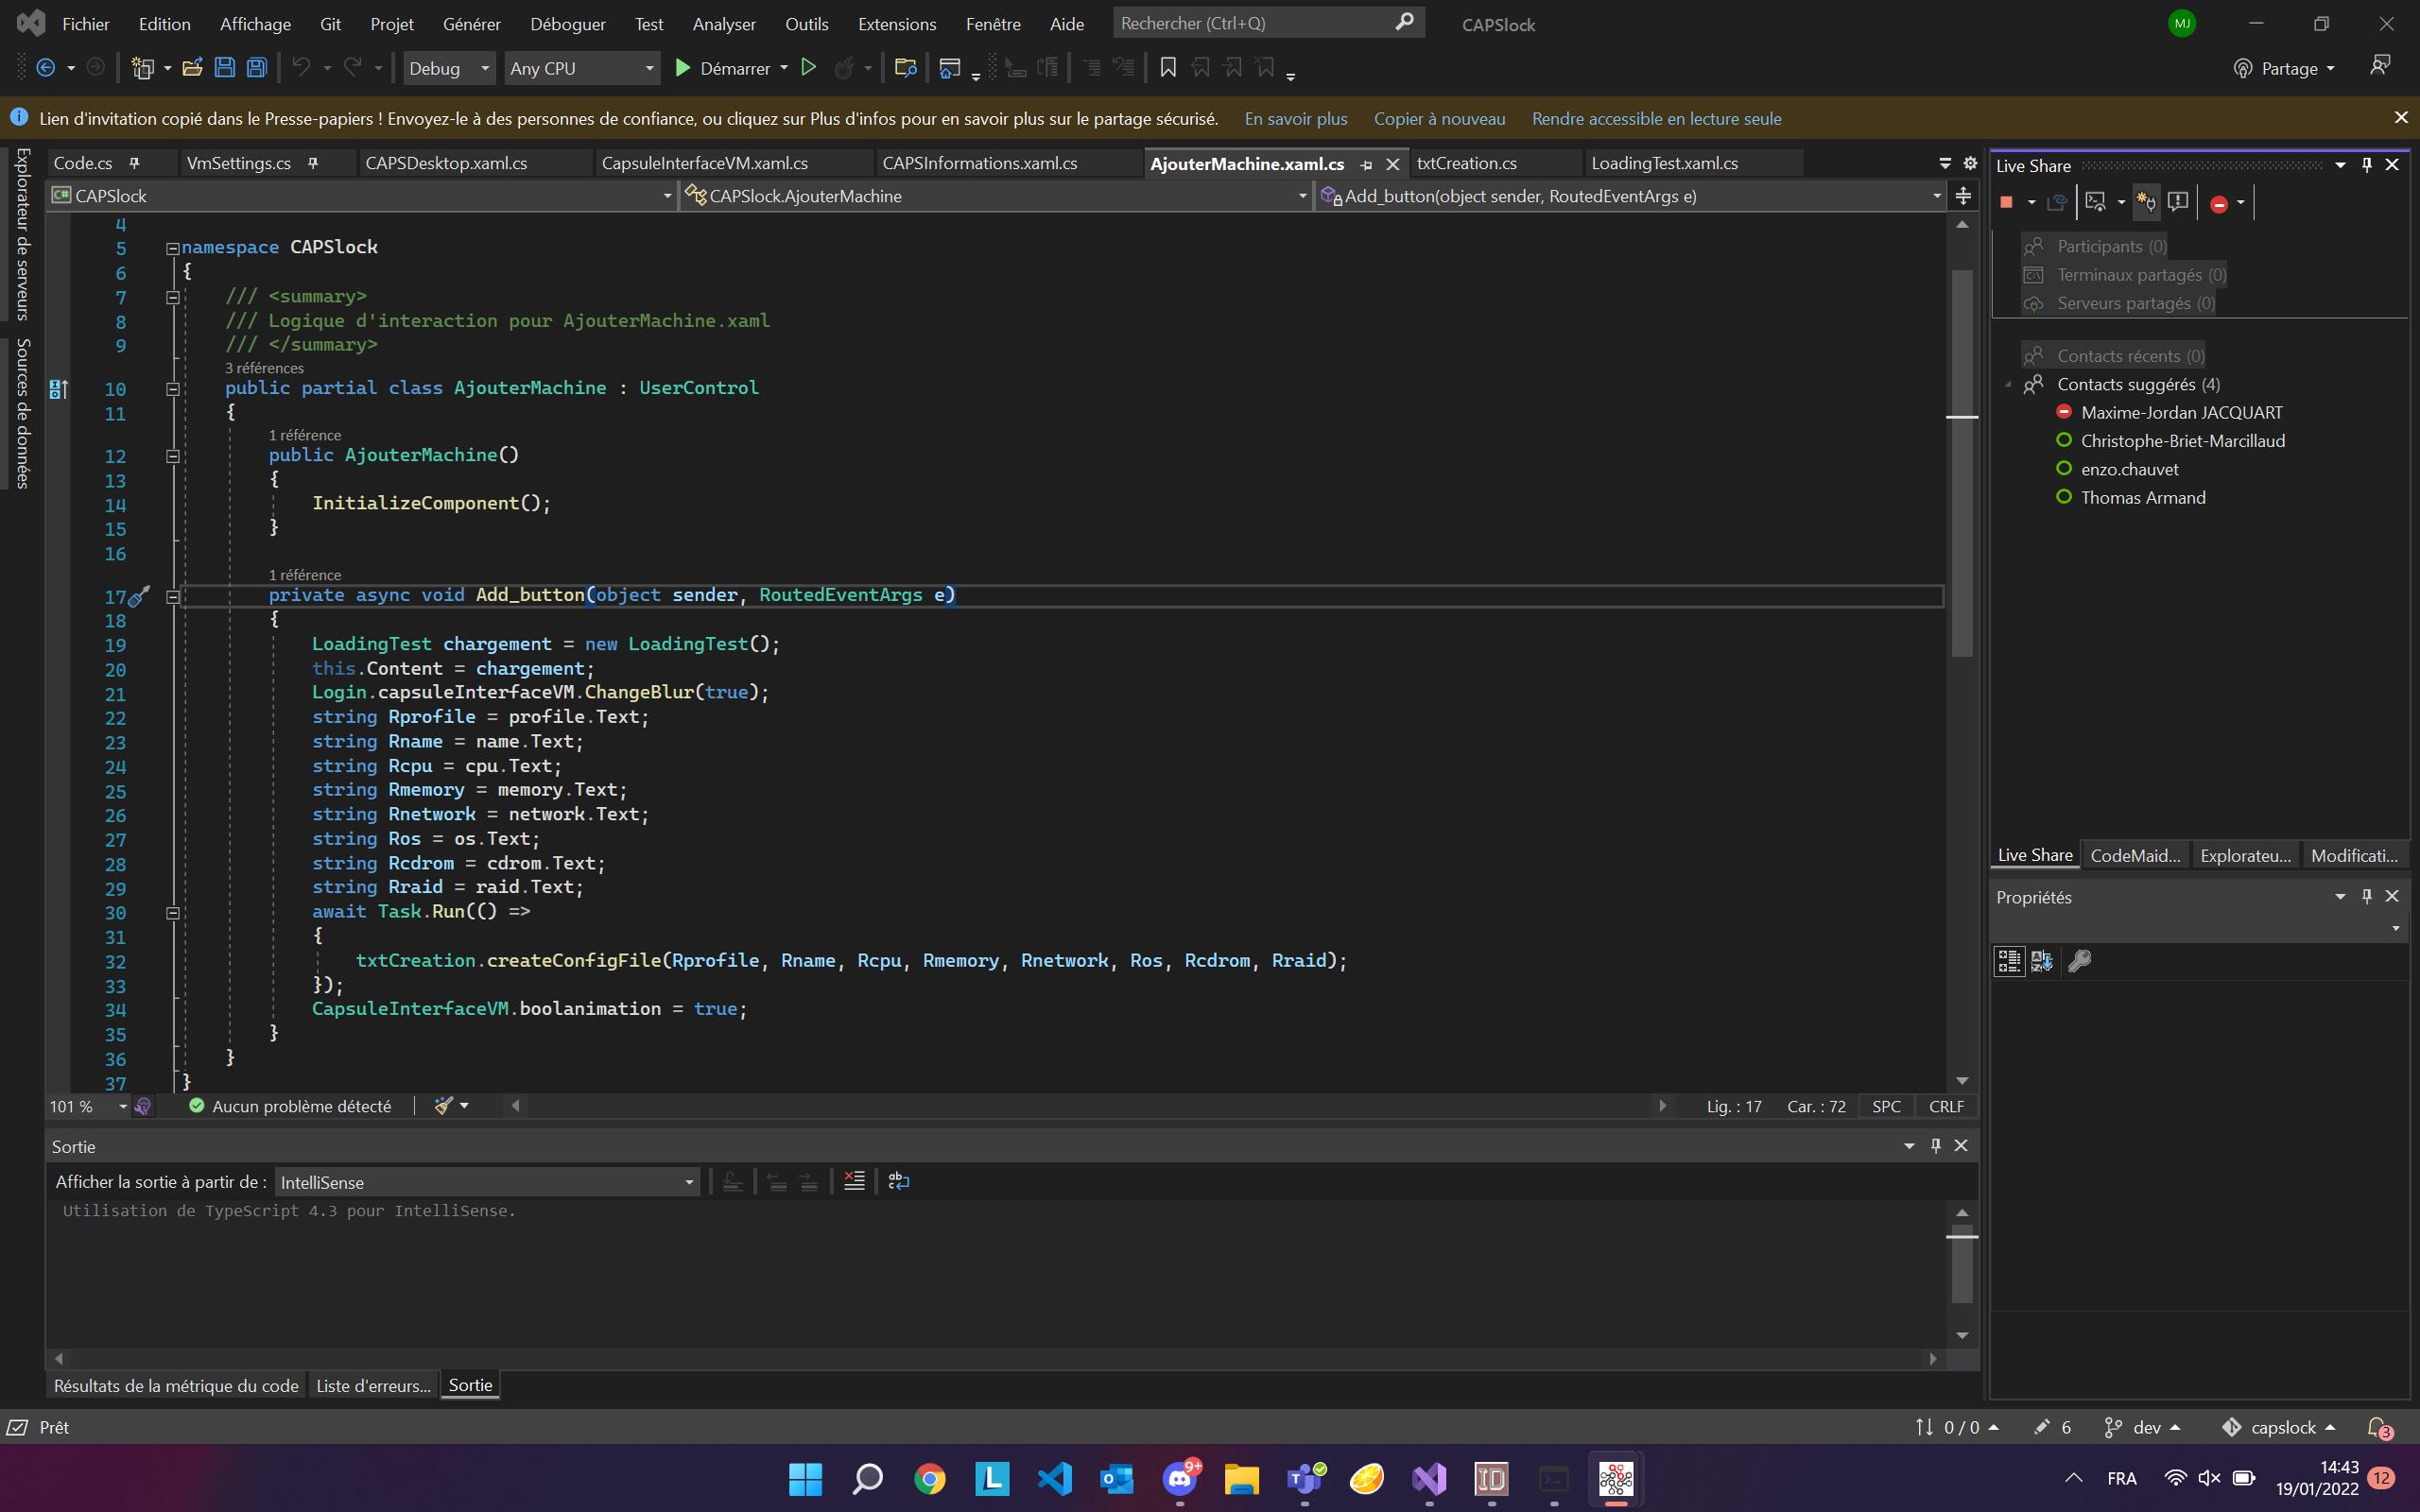 Fichier Edition Affichage Git Projet Générer Déboguer Test Analyser Outils Extensions Fenêtre Aide Rechercher (Ctrl+Q) CAPSlock MJ
Debug Any CPU Démarrer Partage
Lien d'invitation copié dans le Presse-papiers ! Envoyez-le à des personnes de confiance, ou cliquez sur Plus d'infos pour en savoir plus sur le partage sécurisé. En savoir plus Copier à nouveau Rendre accessible en lecture seule
Explorateur de serveurs
Sources de données
Code.cs VmSettings.cs CAPSDesktop.xaml.cs CapsuleInterfaceVM.xaml.cs CAPSInformations.xaml.cs AjouterMachine.xaml.cs txtCreation.cs LoadingTest.xaml.cs
CAPSlock CAPSlock.AjouterMachine Add_button(object sender, RoutedEventArgs e)
4
5 namespace CAPSlock
6 {
7 /// <summary>
8 /// Logique d'interaction pour AjouterMachine.xaml
9 /// </summary>
3 références
10 public partial class AjouterMachine : UserControl
11 {
1 référence
12 public AjouterMachine()
13 {
14 InitializeComponent();
15 }
16
1 référence
17 private async void Add_button(object sender, RoutedEventArgs e)
18 {
19 LoadingTest chargement = new LoadingTest();
20 this.Content = chargement;
21 Login.capsuleInterfaceVM.ChangeBlur(true);
22 string Rprofile = profile.Text;
23 string Rname = name.Text;
24 string Rcpu = cpu.Text;
25 string Rmemory = memory.Text;
26 string Rnetwork = network.Text;
27 string Ros = os.Text;
28 string Rcdrom = cdrom.Text;
29 string Rraid = raid.Text;
30 await Task.Run(() =>
31 {
32 txtCreation.createConfigFile(Rprofile, Rname, Rcpu, Rmemory, Rnetwork, Ros, Rcdrom, Rraid);
33 });
34 CapsuleInterfaceVM.boolanimation = true;
35 }
36 }
37 }
101 % Aucun problème détecté Lig. : 17 Car. : 72 SPC CRLF
Sortie
Afficher la sortie à partir de : IntelliSense
Utilisation de TypeScript 4.3 pour IntelliSense.
Résultats de la métrique du code Liste d'erreurs... Sortie
Live Share
Participants (0)
Terminaux partagés (0)
Serveurs partagés (0)
Contacts récents (0)
Contacts suggérés (4)
Maxime-Jordan JACQUART
Christophe-Briet-Marcillaud
enzo.chauvet
Thomas Armand
Live Share CodeMaid... Explorateu... Modificati...
Propriétés
Prêt 0 / 0 6 dev capslock 3
9+ FRA 14:43 12
19/01/2022